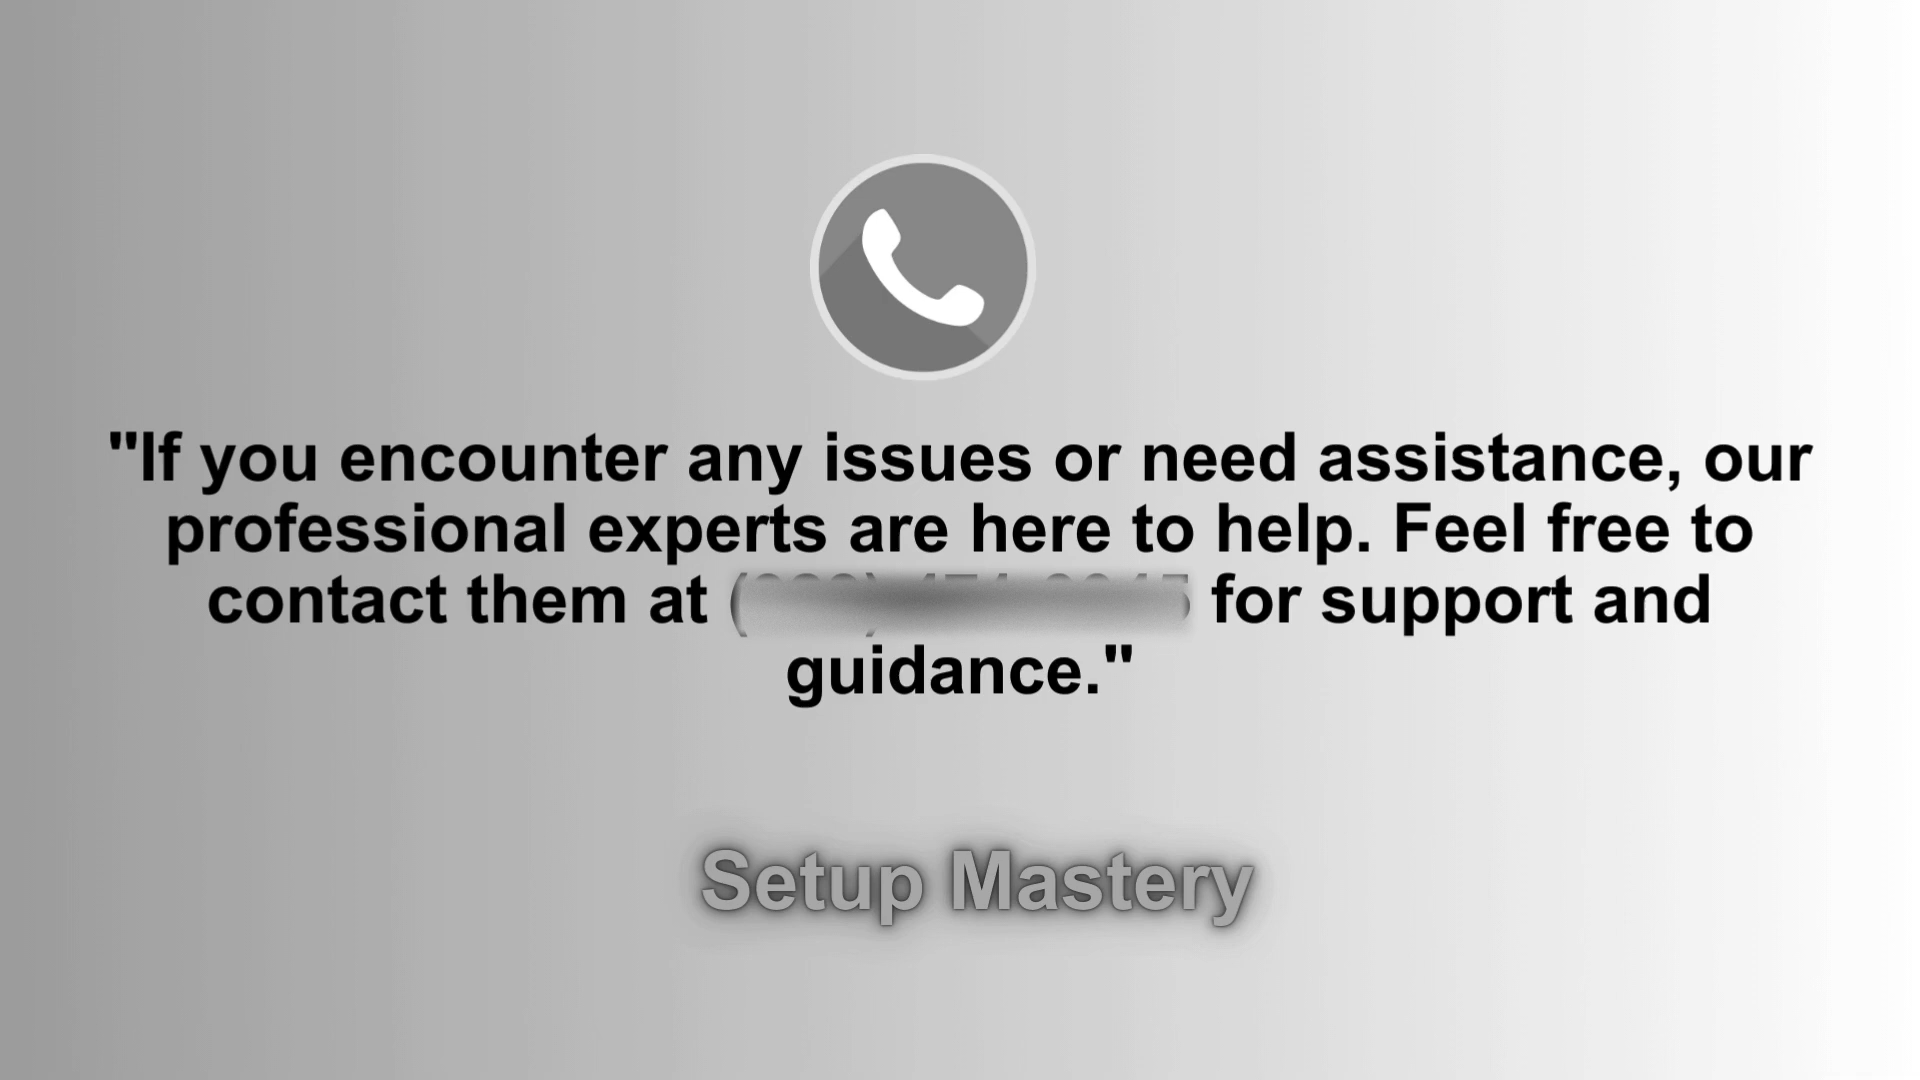 "If you encounter any issues or need assistance, our
professional experts are here to help. Feel free to
contact them at for support and
guidance."
Setup Mastery